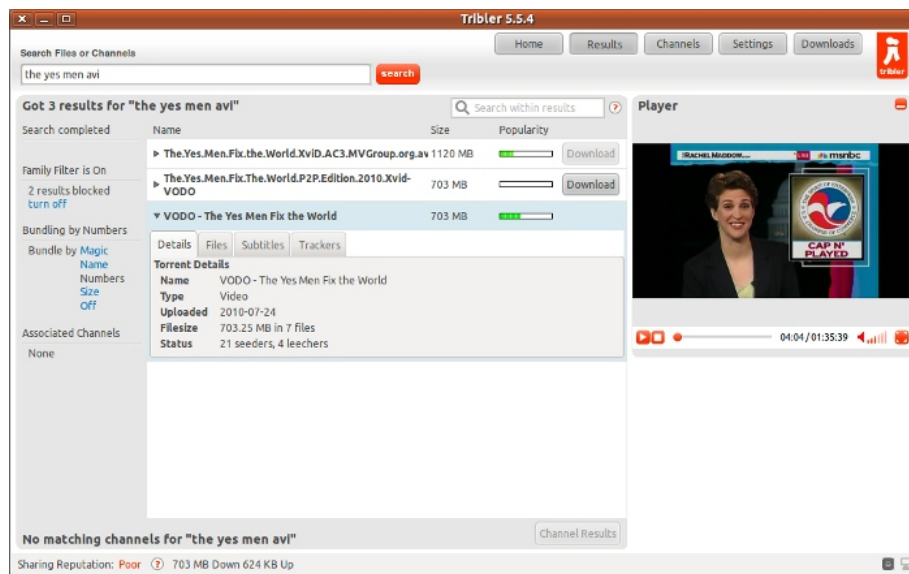 Tribler 5.5.4
Search Files or Channels
Home Results Channels Settings Downloads
the yes men avi search
tribler
Got 3 results for "the yes men avi" Search within results ? Player
Search completed Name Size Popularity
The.Yes.Men.Fix.the.World.XviD.AC3.MVGroup.org.av 1120 MB Download
Family Filter is On
The.Yes.Men.Fix.The.World.P2P.Edition.2010.Xvid-VODO 703 MB Download
2 results blocked
turn off
VODO - The Yes Men Fix the World 703 MB
Bundling by Numbers
Bundle by Magic
Name
Numbers
Size
Off
Details Files Subtitles Trackers
Torrent Details
Name VODO - The Yes Men Fix the World
Type Video
Uploaded 2010-07-24
Filesize 703.25 MB in 7 files
Status 21 seeders, 4 leechers
Associated Channels
None
RACHEL MADDOW.... LIVE msnbc
CAP N'
PLAYED
04:04 / 01:35:39
No matching channels for "the yes men avi" Channel Results
Sharing Reputation: Poor ? 703 MB Down 624 KB Up